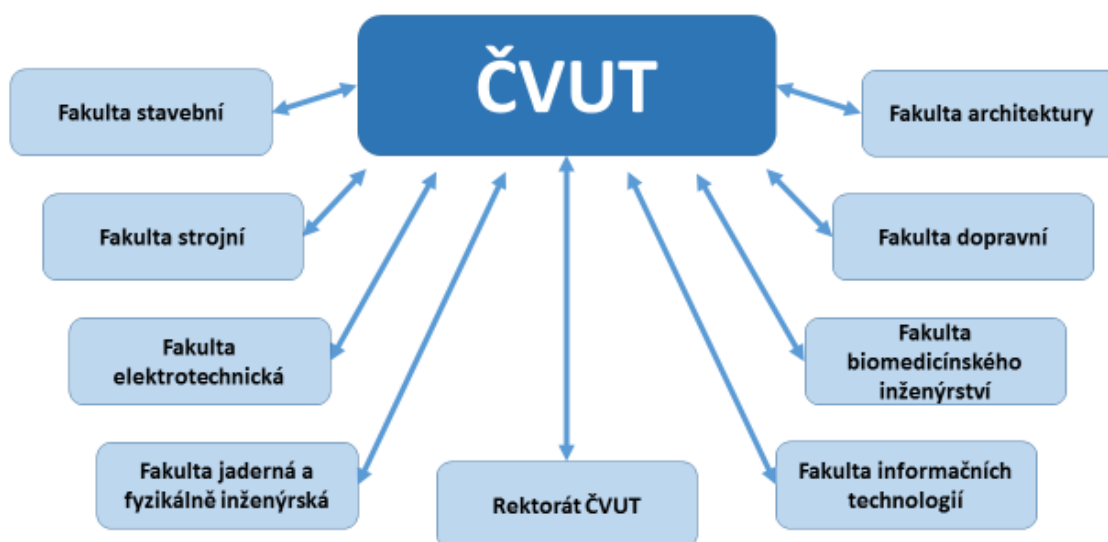 ČVUT
Fakulta stavební
Fakulta architektury
Fakulta strojní
Fakulta dopravní
Fakulta
elektrotechnická
Fakulta
biomedicínského
inženýrství
Fakulta jaderná a
fyzikálně inženýrská
Rektorát ČVUT
Fakulta informačních
technologií